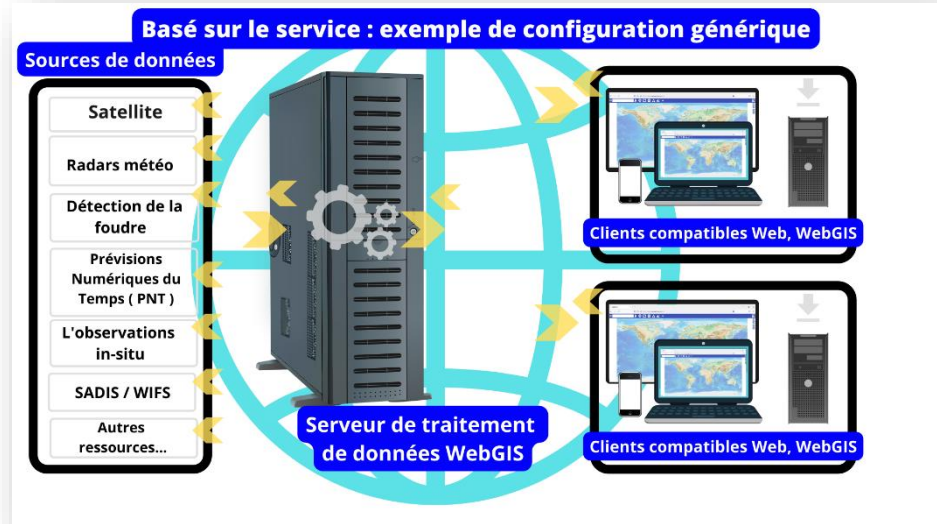 Basé sur le service : exemple de configuration générique
Sources de données
Satellite
Radars météo
Détection de la
foudre
Prévisions
Numériques du
Temps ( PNT )
L'observations
in-situ
SADIS / WIFS
Autres
ressources...
Serveur de traitement
de données WebGIS
Clients compatibles Web, WebGIS
Clients compatibles Web, WebGIS